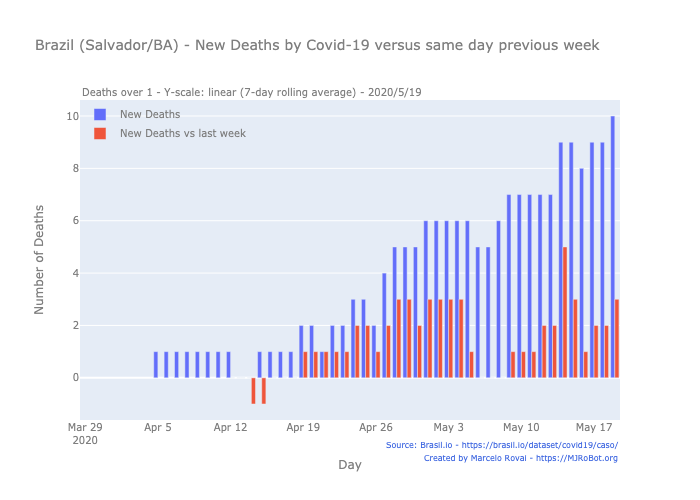 Brazil (Salvador/BA) - New Deaths by Covid-19 versus same day previous week
Deaths over 1 - Y-scale: linear (7-day rolling average) - 2020/5/19
New Deaths
New Deaths vs last week
Number of Deaths
10
8
6
4
2
0
Mar 29
2020
Apr 5
Apr 12
Apr 19
Apr 26
May 3
May 10
May 17
Day
Source: Brasil.io - https://brasil.io/dataset/covid19/caso/
Created by Marcelo Rovai - https://MJRoBot.org